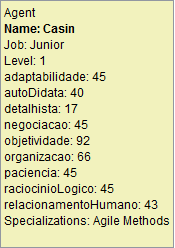 Agent
Name: Casin
Job: Junior
Level: 1
adaptabilidade: 45
autoDidata: 40
detalhista: 17
negociacao: 45
objetividade: 92
organizacao: 66
paciencia: 45
raciocinioLogico: 45
relacionamentoHumano: 43
Specializations: Agile Methods